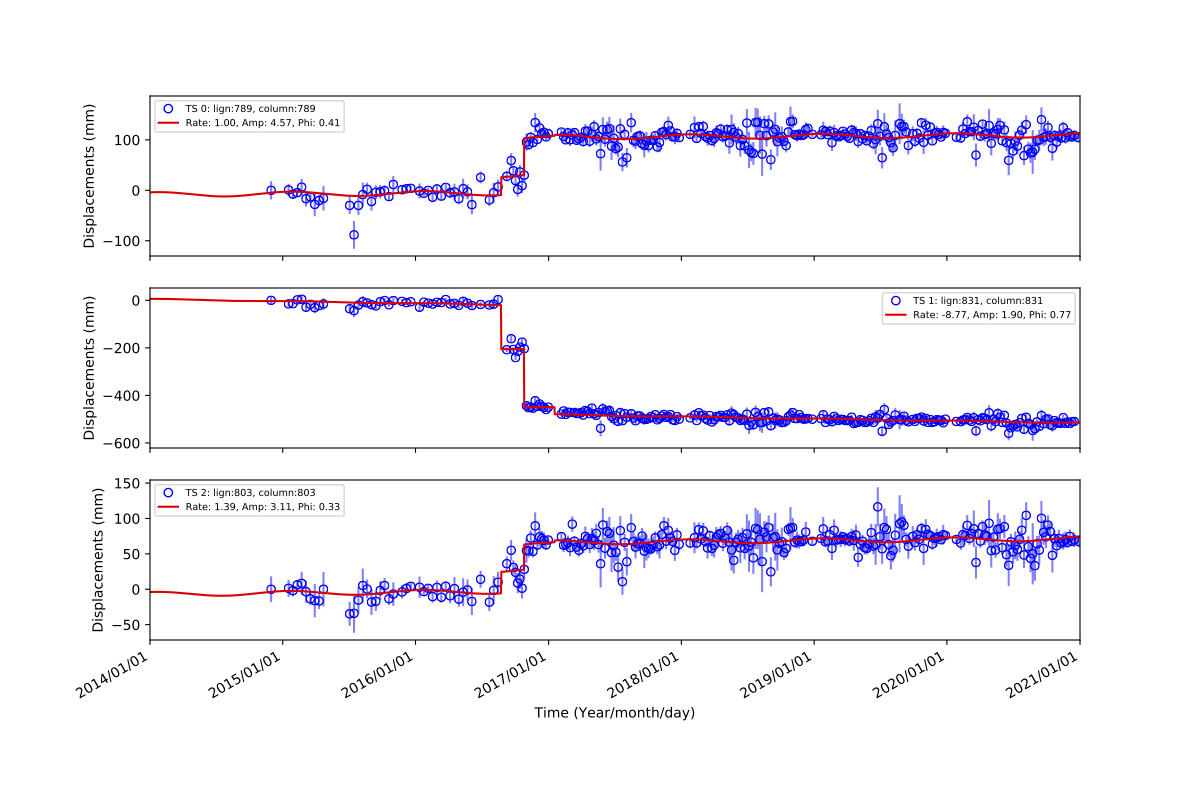 Displacements (mm)
100
0
−100
TS 0: lign:789, column:789
Rate: 1.00, Amp: 4.57, Phi: 0.41
Displacements (mm)
0
−200
−400
−600
TS 1: lign:831, column:831
Rate: -8.77, Amp: 1.90, Phi: 0.77
Displacements (mm)
150
100
50
0
−50
TS 2: lign:803, column:803
Rate: 1.39, Amp: 3.11, Phi: 0.33
2014/01/01
2015/01/01
2016/01/01
2017/01/01
2018/01/01
2019/01/01
2020/01/01
2021/01/01
Time (Year/month/day)